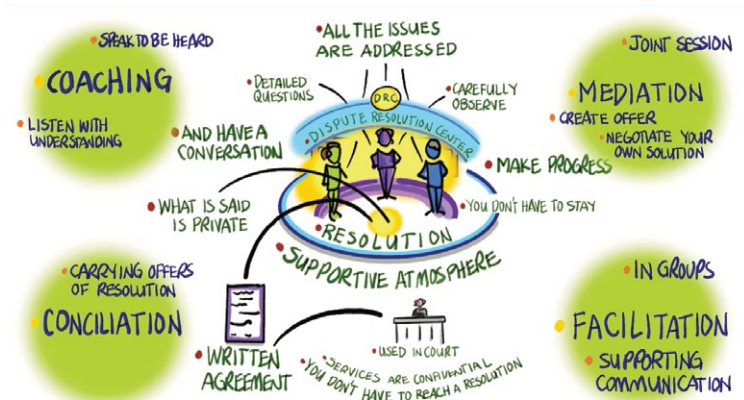 SPEAK TO BE HEARD
COACHING
LISTEN WITH
UNDERSTANDING
ALL THE ISSUES
ARE ADDRESSED
DETAILED
QUESTIONS
DRC
CAREFULLY
OBSERVE
DISPUTE RESOLUTION CENTER
AND HAVE A
CONVERSATION
MAKE PROGRESS
WHAT IS SAID
IS PRIVATE
YOU DON'T HAVE TO STAY
RESOLUTION
SUPPORTIVE ATMOSPHERE
JOINT SESSION
MEDIATION
CREATE OFFER
NEGOTIATE YOUR
OWN SOLUTION
CARRYING OFFERS
OF RESOLUTION
CONCILIATION
WRITTEN
AGREEMENT
USED IN COURT
SERVICES ARE CONFIDENTIAL
YOU DON'T HAVE TO REACH A RESOLUTION
IN GROUPS
FACILITATION
SUPPORTING
COMMUNICATION